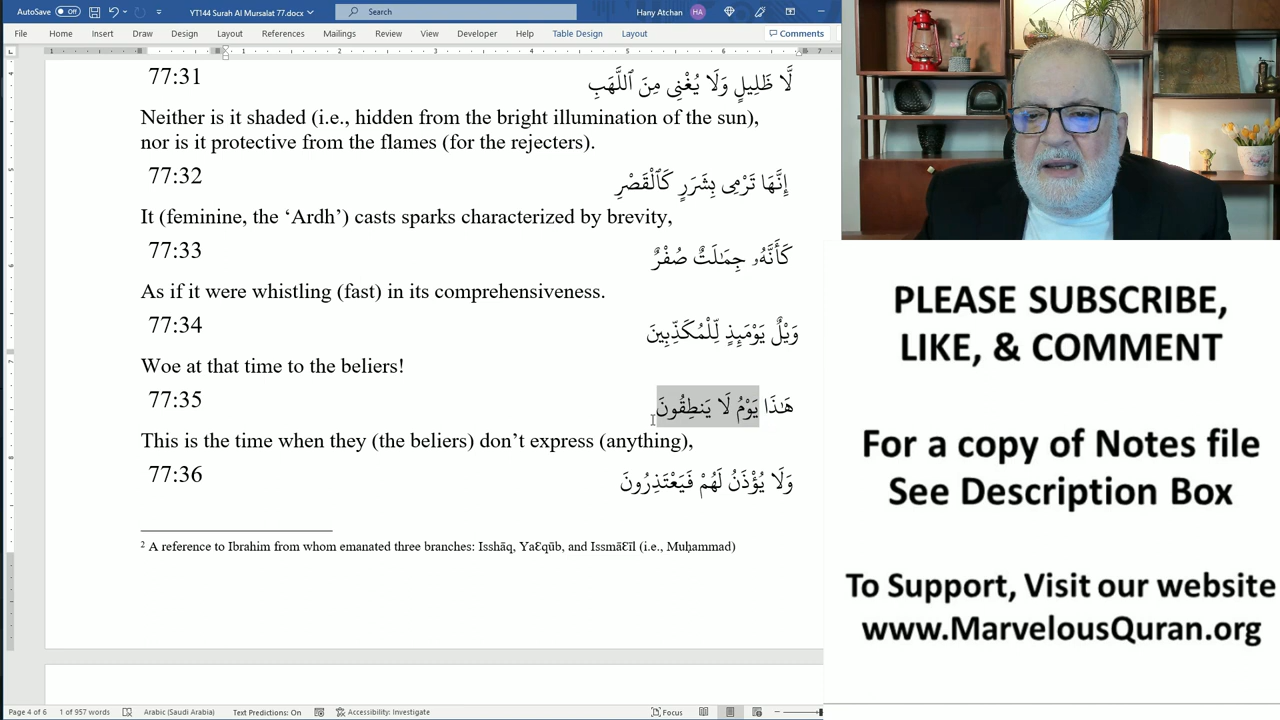 AutoSave Off YT144 Surah Al Mursalat 77.docx Search Hany Atchan HA
File Home Insert Draw Design Layout References Mailings Review View Developer Help Table Design Layout Comments
77:31 لَّا ظَلِيلٍ وَلَا يُغْنِى مِنَ ٱللَّهَبِ
Neither is it shaded (i.e., hidden from the bright illumination of the sun),
nor is it protective from the flames (for the rejecters).
77:32 إِنَّهَا تَرْمِى بِشَرَرٍ كَٱلْقَصْرِ
It (feminine, the ‘Ardh’) casts sparks characterized by brevity,
77:33 كَأَنَّهُۥ جِمَٰلَتٌ صُفْرٌ
As if it were whistling (fast) in its comprehensiveness.
77:34 وَيْلٌ يَوْمَئِذٍ لِّلْمُكَذِّبِينَ
Woe at that time to the beliers!
77:35 هَٰذَا يَوْمُ لَا يَنطِقُونَ
This is the time when they (the beliers) don’t express (anything),
77:36 وَلَا يُؤْذَنُ لَهُمْ فَيَعْتَذِرُونَ
2 A reference to Ibrahim from whom emanated three branches: Isshāq, YaƐqūb, and IssmāƐīl (i.e., Muḥammad)
Page 4 of 6 1 of 957 words Arabic (Saudi Arabia) Text Predictions: On Accessibility: Investigate Focus
31
PLEASE SUBSCRIBE,
LIKE, & COMMENT
For a copy of Notes file
See Description Box
To Support, Visit our website
www.MarvelousQuran.org